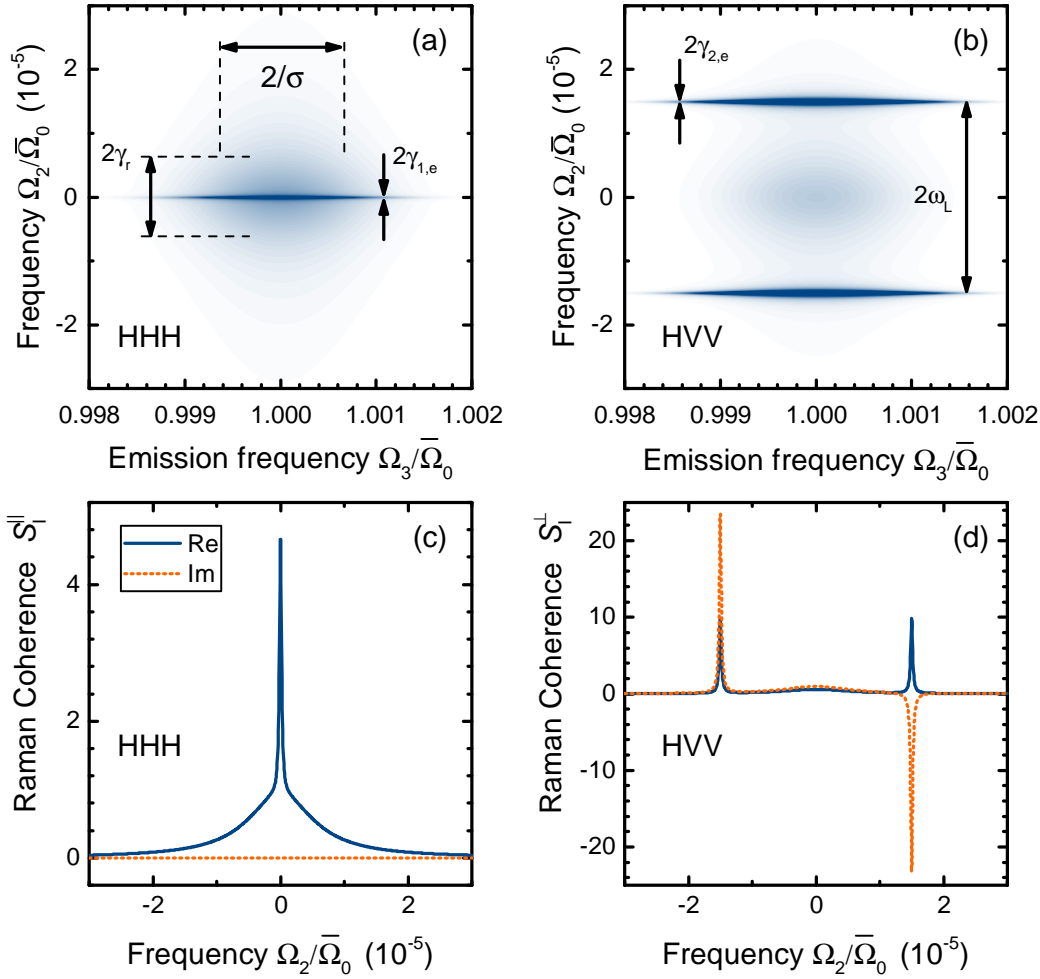 (a)
2/σ
2γr
2γ1,e
HHH
2
0
-2
0.998 0.999 1.000 1.001 1.002
Frequency Ω2/Ω̅0 (10-5)
Emission frequency Ω3/Ω̅0
(b)
2γ2,e
2ωL
HVV
2
0
-2
0.998 0.999 1.000 1.001 1.002
Frequency Ω2/Ω̅0 (10-5)
Emission frequency Ω3/Ω̅0
(c)
Re
Im
HHH
4
2
0
-2 0 2
Raman Coherence SI||
Frequency Ω2/Ω̅0 (10-5)
(d)
HVV
20
10
0
-10
-20
-2 0 2
Raman Coherence SI⊥
Frequency Ω2/Ω̅0 (10-5)